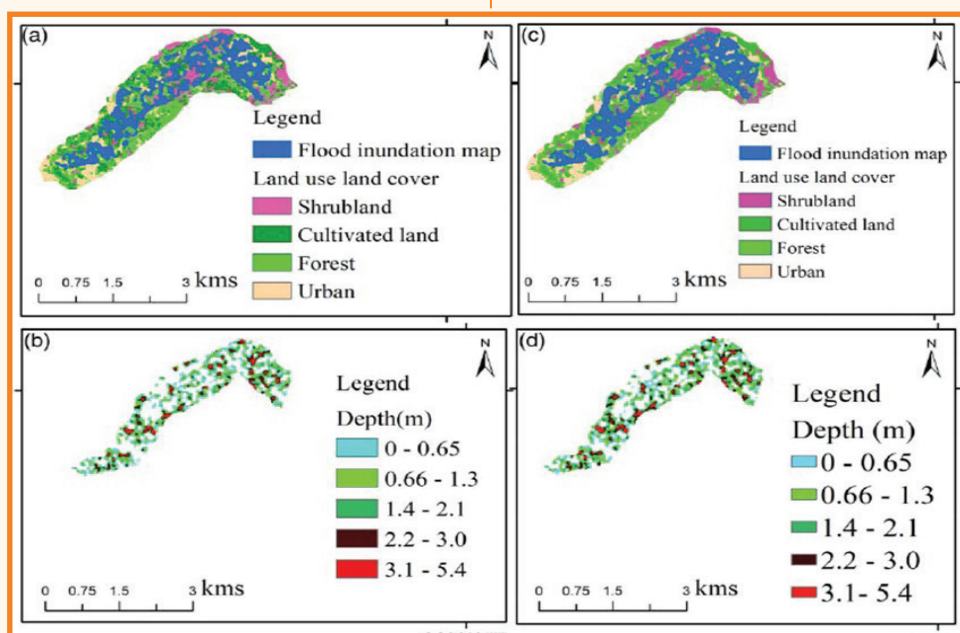 (a)
N
Legend
Flood inundation map
Land use land cover
Shrubland
Cultivated land
Forest
Urban
0 0.75 1.5 3 kms
(c)
N
Legend
Flood inundation map
Land use land cover
Shrubland
Cultivated land
Forest
Urban
0 0.75 1.5 3 kms
(b)
N
Legend
Depth(m)
0 - 0.65
0.66 - 1.3
1.4 - 2.1
2.2 - 3.0
3.1 - 5.4
0 0.75 1.5 3 kms
(d)
N
Legend
Depth (m)
0 - 0.65
0.66 - 1.3
1.4 - 2.1
2.2 - 3.0
3.1- 5.4
0 0.75 1.5 3 kms